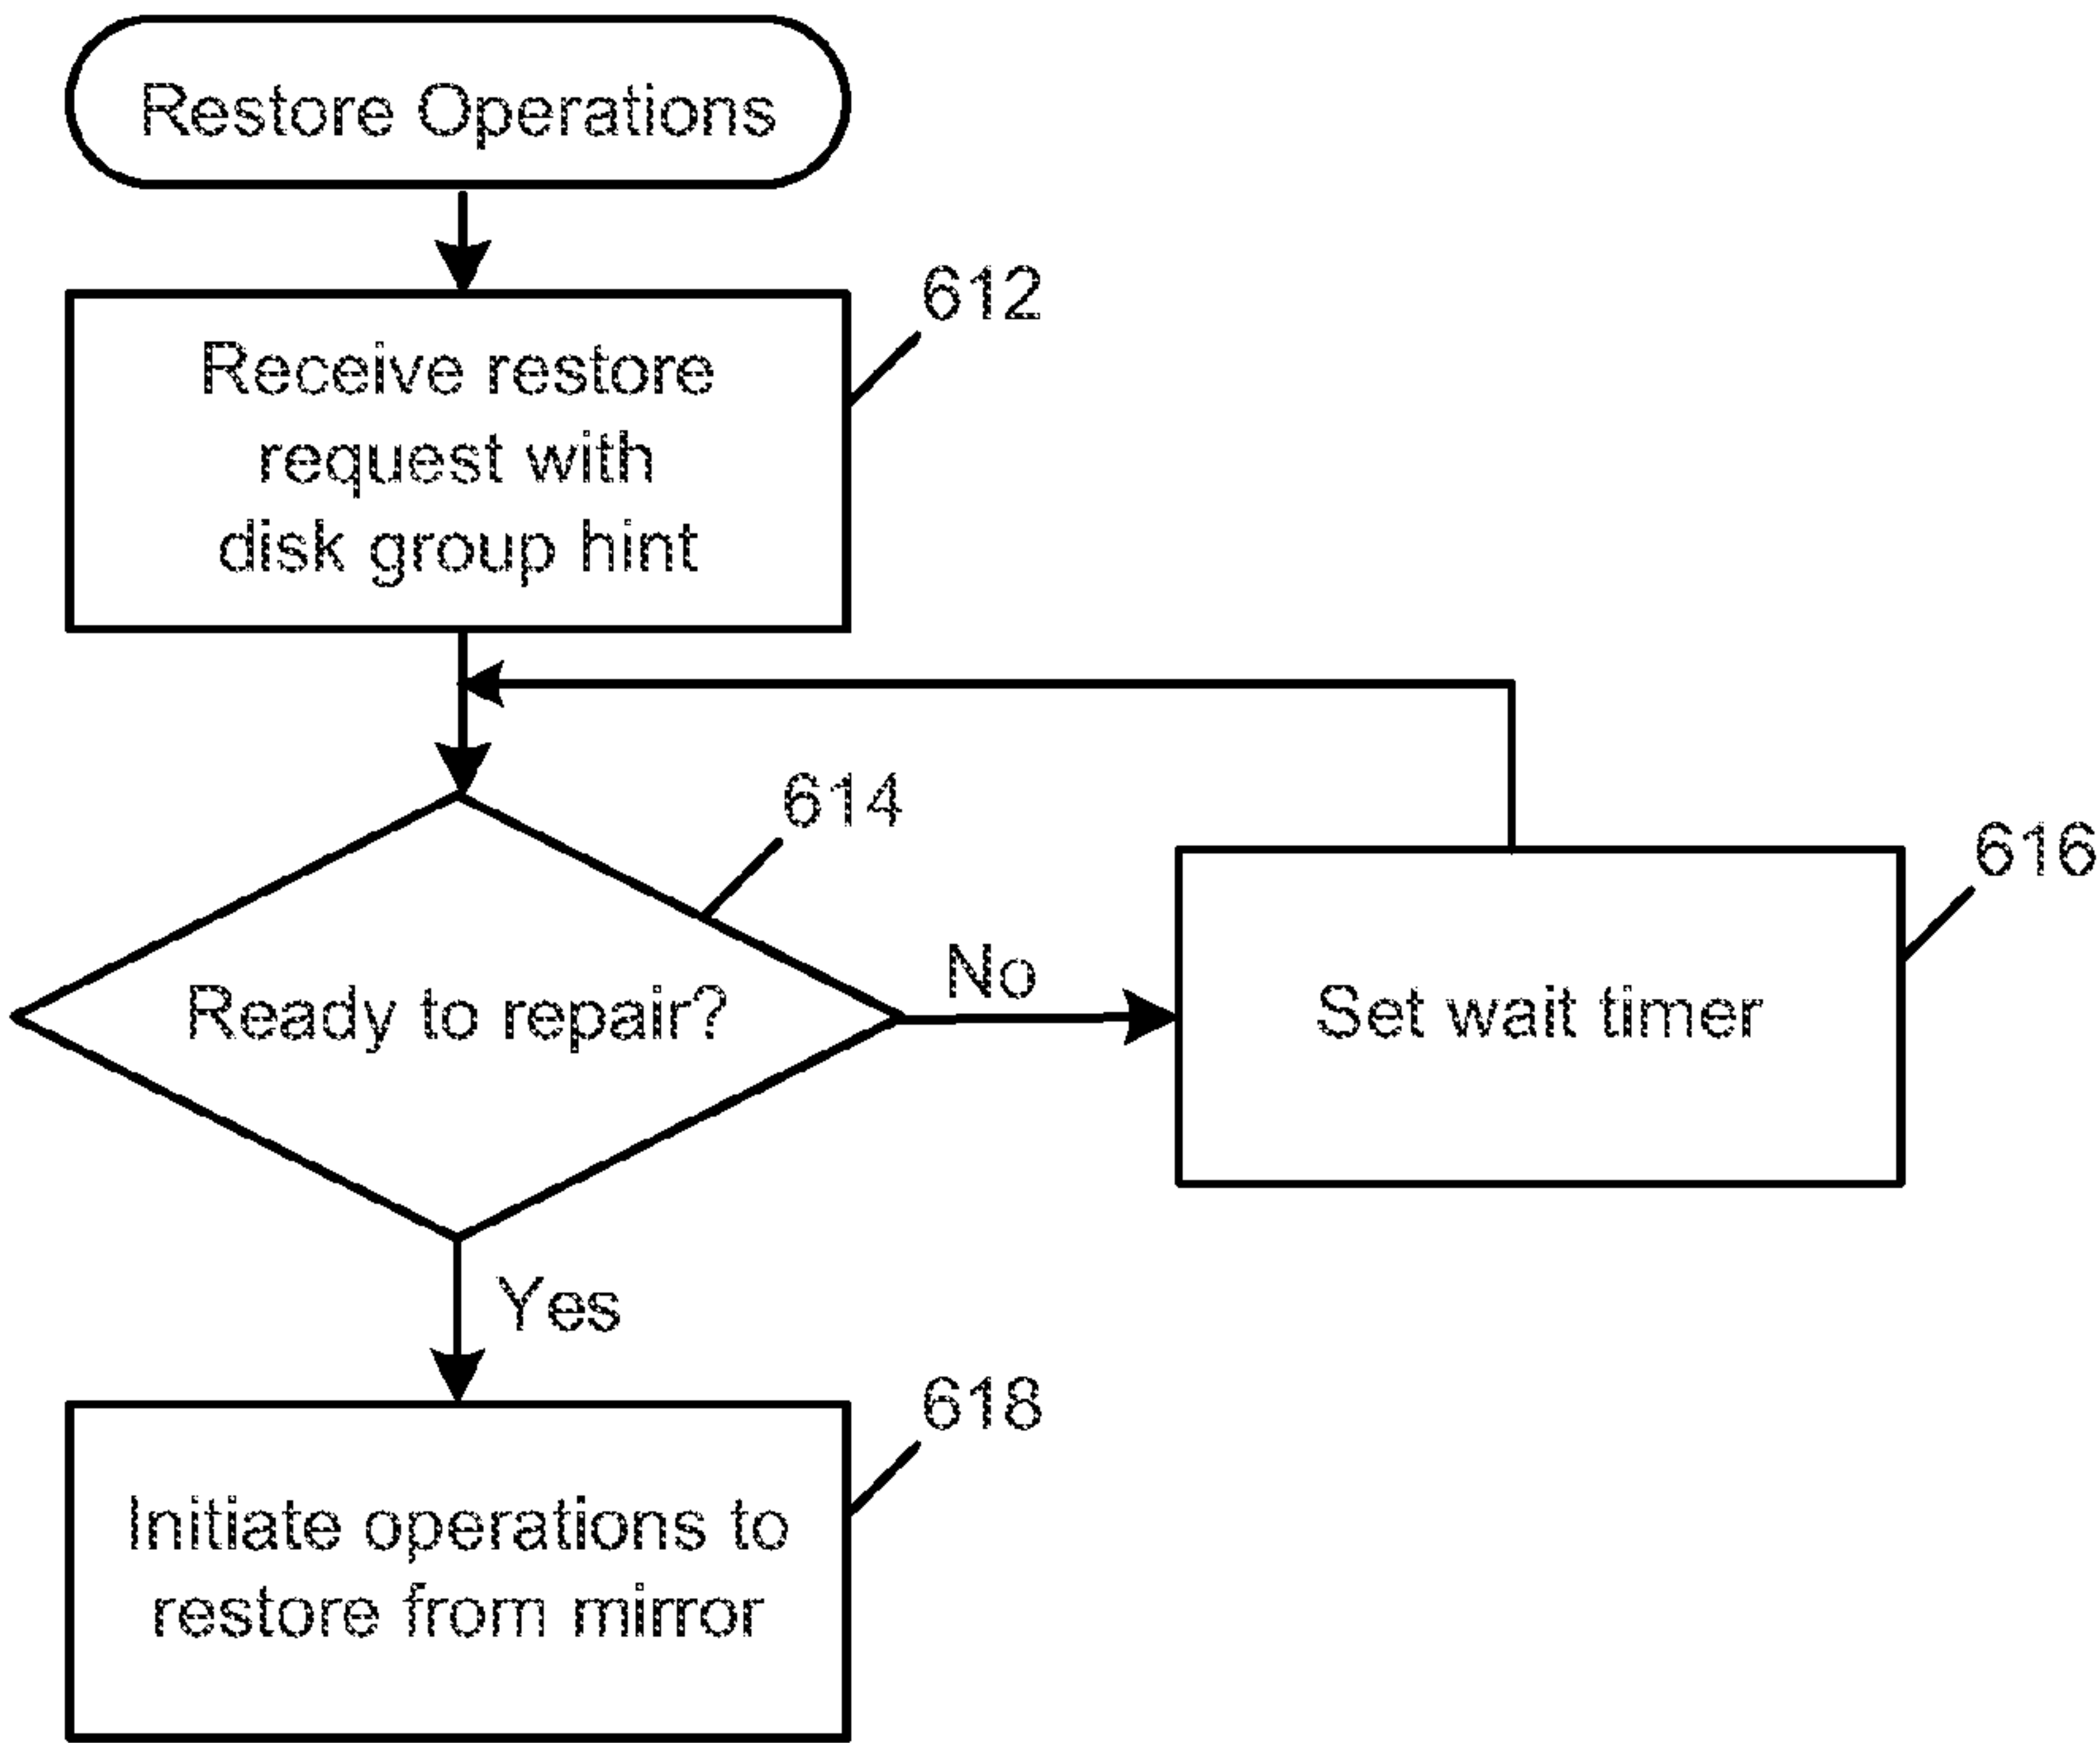 Restore Operations
612
Receive restore
request with
disk group hint
614
616
Ready to repair?
No
Set wait timer
Yes
618
Initiate operations to
restore from mirror